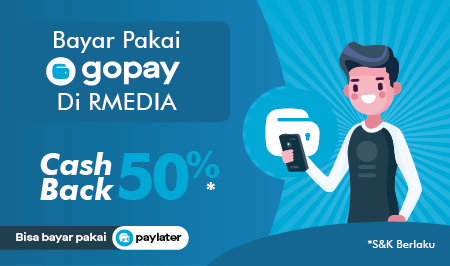 Bayar Pakai
gopay
Di RMEDIA
Cash
Back 50%*
Bisa bayar pakai paylater
*S&K Berlaku